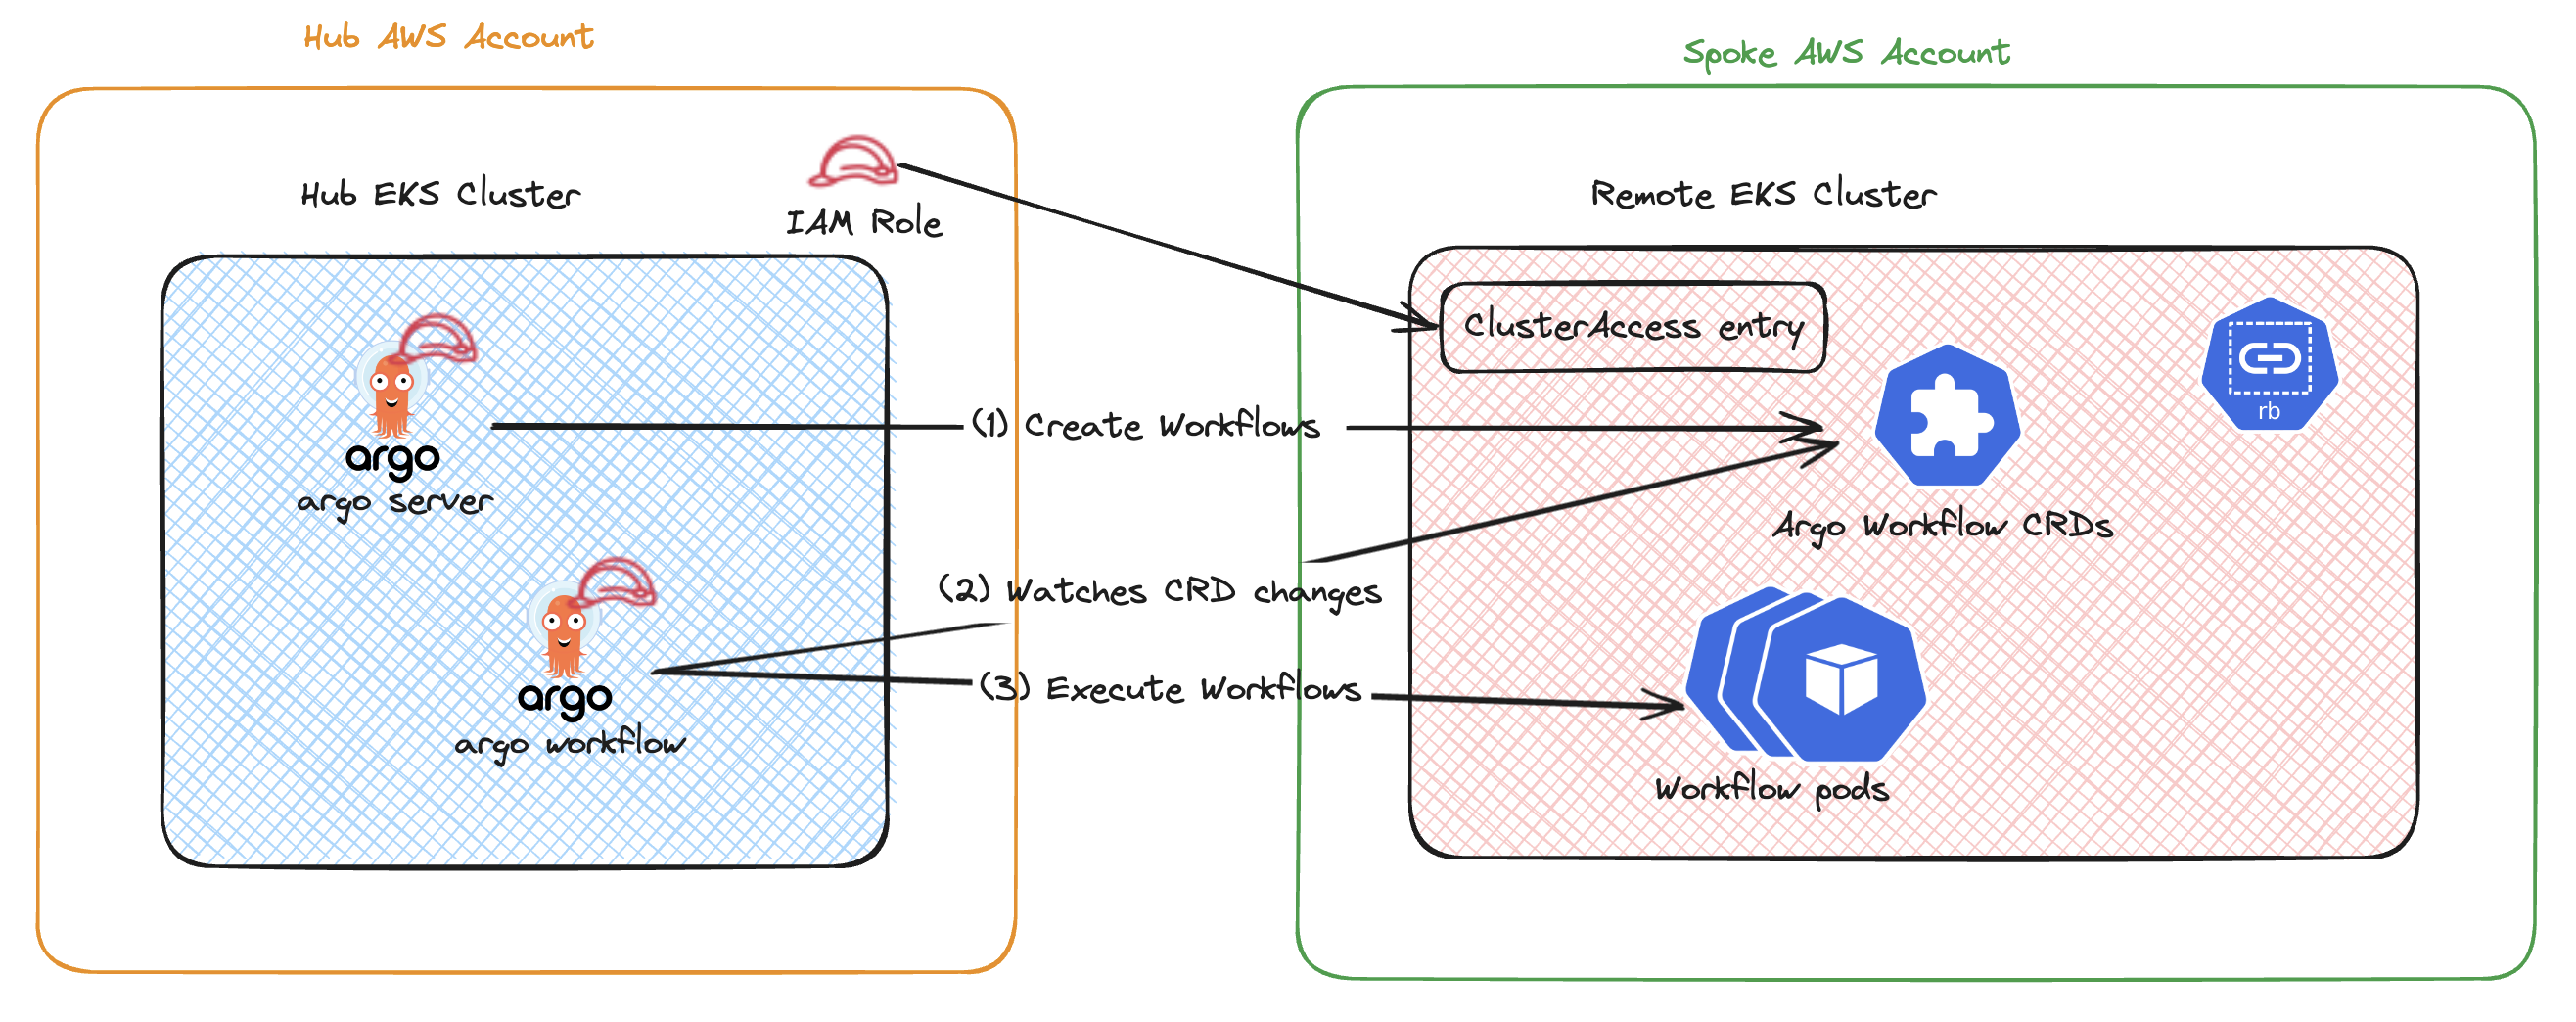 Hub AWS Account
Spoke AWS Account
Hub EKS Cluster
IAM Role
Remote EKS Cluster
ClusterAccess entry
rb
argo
argo server
(1) Create Workflows
Argo Workflow CRDs
(2) Watches CRD changes
argo
argo workflow
(3) Execute Workflows
Workflow pods